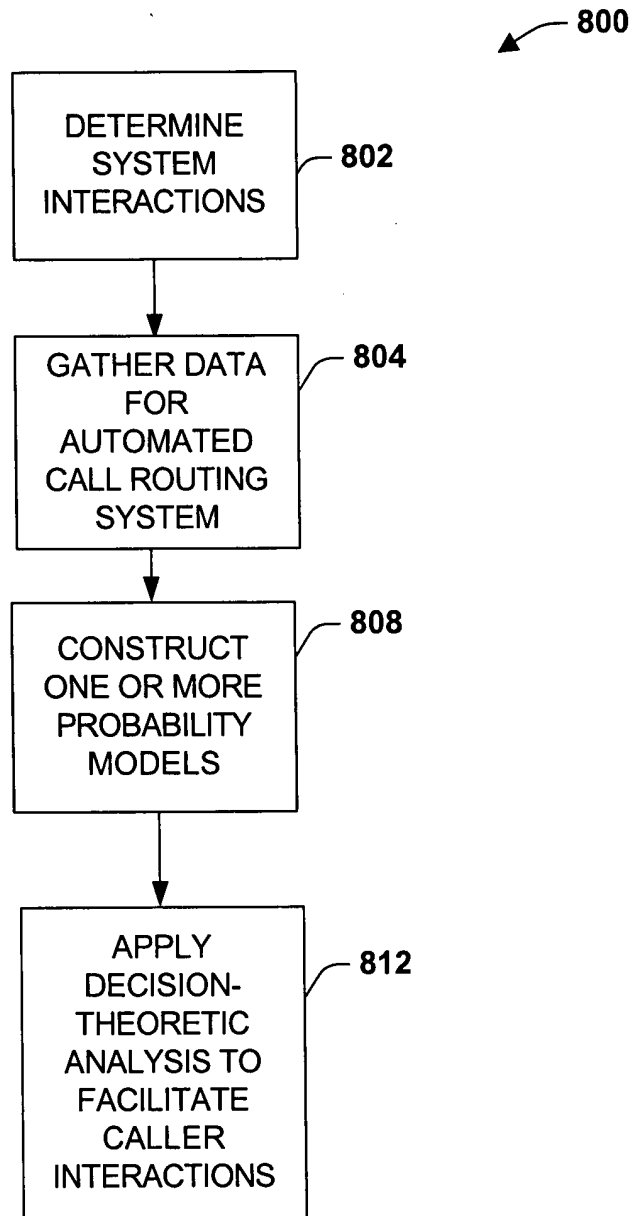 800
DETERMINE
SYSTEM
INTERACTIONS
802
GATHER DATA
FOR
AUTOMATED
CALL ROUTING
SYSTEM
804
CONSTRUCT
ONE OR MORE
PROBABILITY
MODELS
808
APPLY
DECISION-
THEORETIC
ANALYSIS TO
FACILITATE
CALLER
INTERACTIONS
812